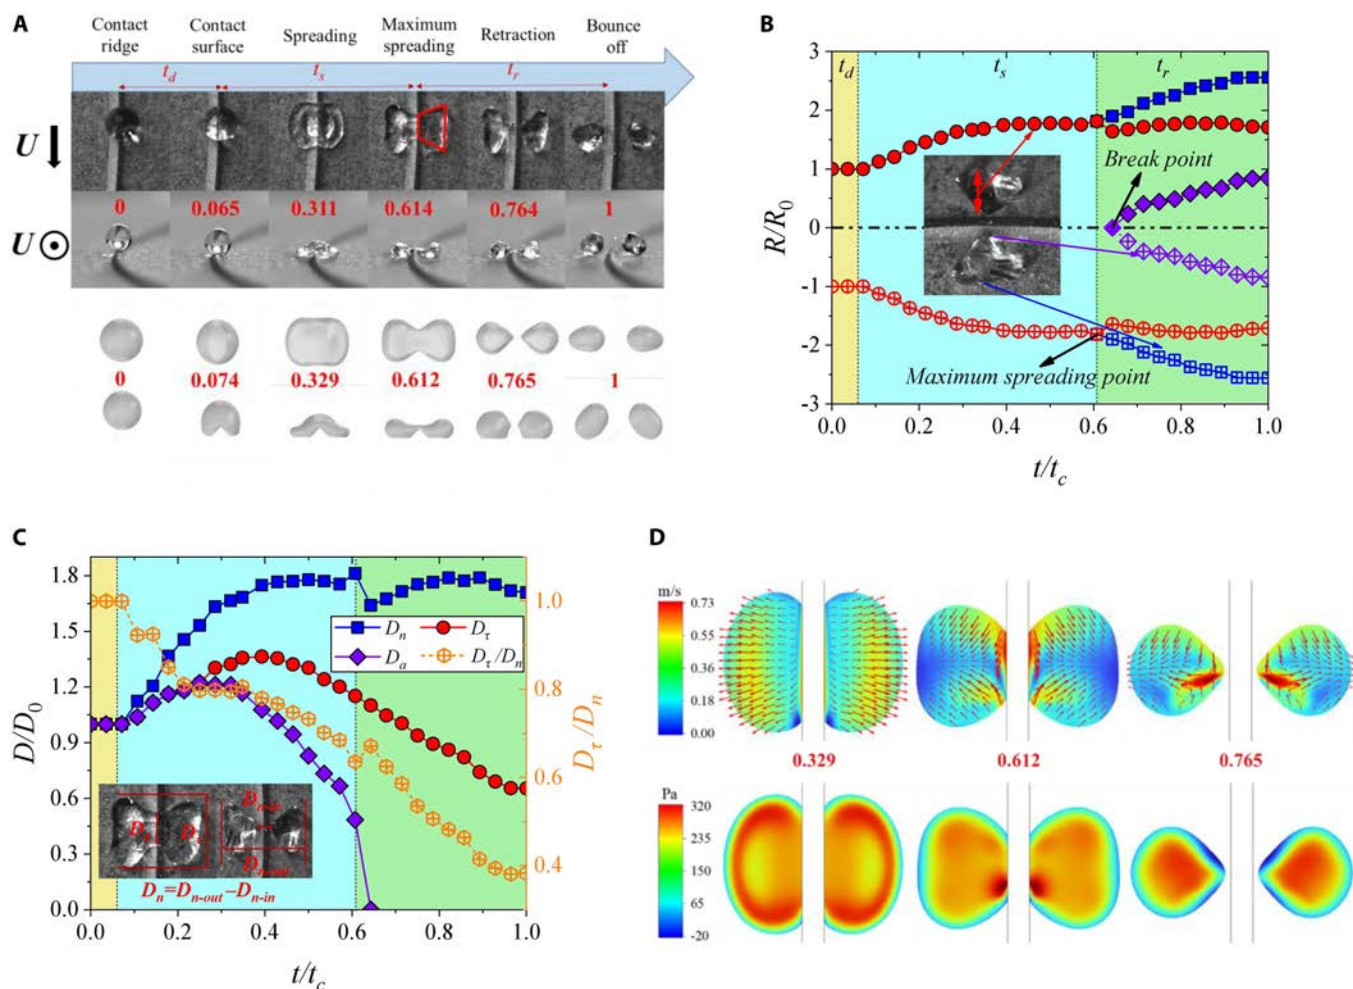 A
Contact ridge
Contact surface
Spreading
Maximum spreading
Retraction
Bounce off
t_d
t_s
t_r
U
0
0.065
0.311
0.614
0.764
1
U
0
0.074
0.329
0.612
0.765
1
B
t_d
t_s
t_r
3
2
1
0
-1
-2
-3
R/R_0
Break point
Maximum spreading point
0.0 0.2 0.4 0.6 0.8 1.0
t/t_c
C
1.8
1.5
1.2
0.9
0.6
0.3
0.0
D/D_0
D_n
D_τ
D_a
D_τ/D_n
1.0
0.8
0.6
0.4
D_τ/D_n
D_n=D_{n-out}−D_{n-in}
0.0 0.2 0.4 0.6 0.8 1.0
t/t_c
D
m/s
0.73
0.55
0.36
0.18
0.00
0.329
0.612
0.765
Pa
320
235
150
65
-20